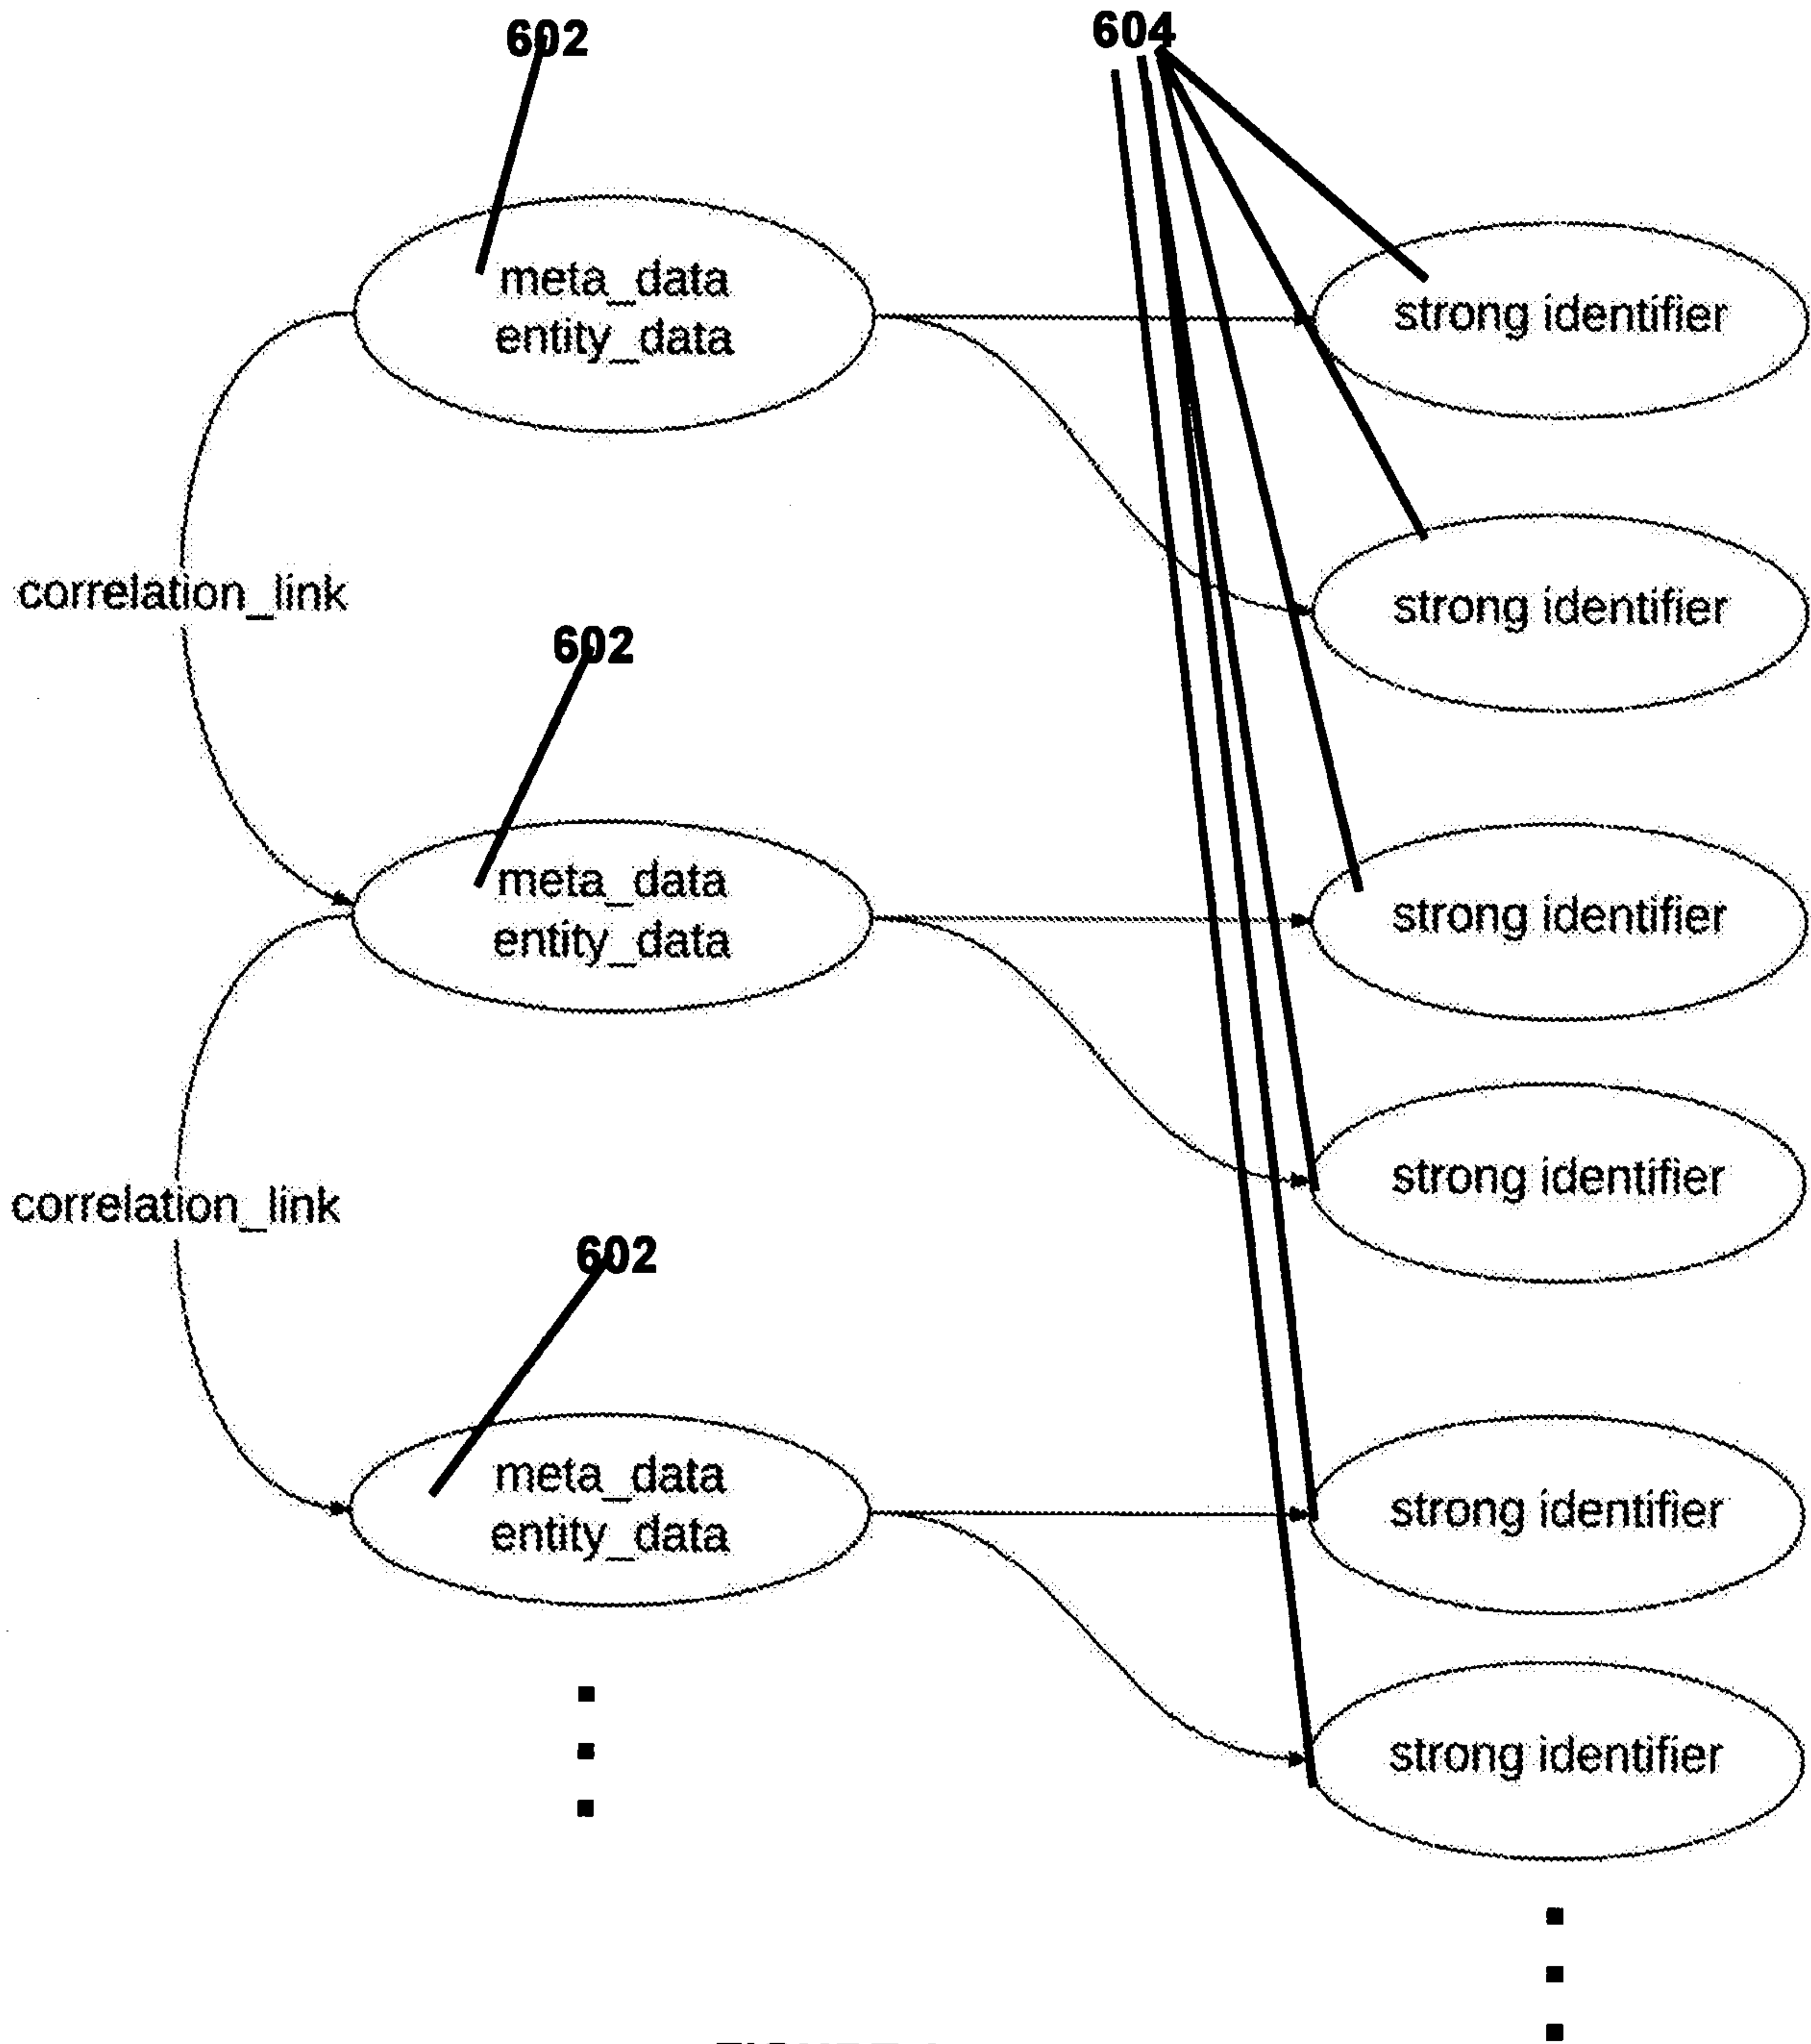 602
604
meta_data
entity_data
strong identifier
strong identifier
correlation_link
602
meta_data
entity_data
strong identifier
strong identifier
correlation_link
602
meta_data
entity_data
strong identifier
strong identifier